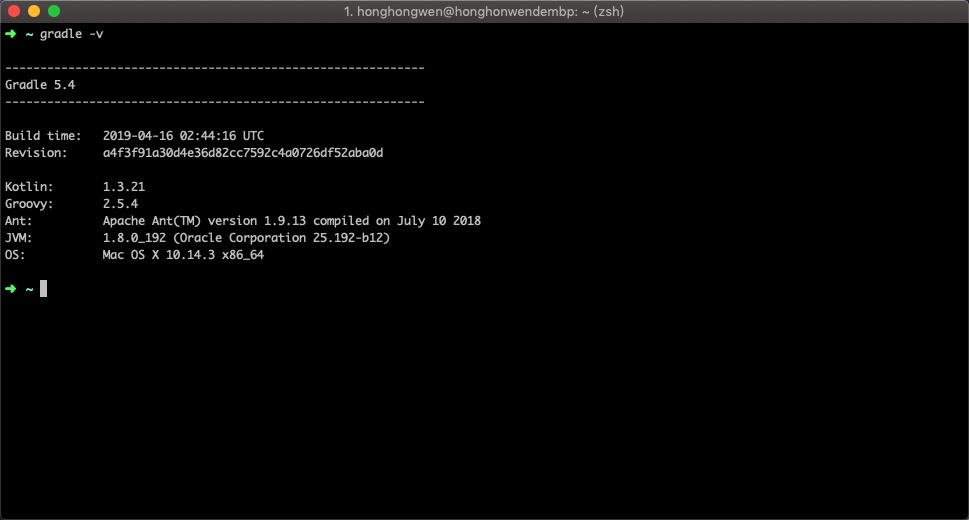 1. honghongwen@honghonwendembp: ~ (zsh)
➜ ~ gradle -v
------------------------------------------------------------
Gradle 5.4
------------------------------------------------------------
Build time:   2019-04-16 02:44:16 UTC
Revision:     a4f3f91a30d4e36d82cc7592c4a0726df52aba0d
Kotlin:       1.3.21
Groovy:       2.5.4
Ant:          Apache Ant(TM) version 1.9.13 compiled on July 10 2018
JVM:          1.8.0_192 (Oracle Corporation 25.192-b12)
OS:           Mac OS X 10.14.3 x86_64
➜ ~